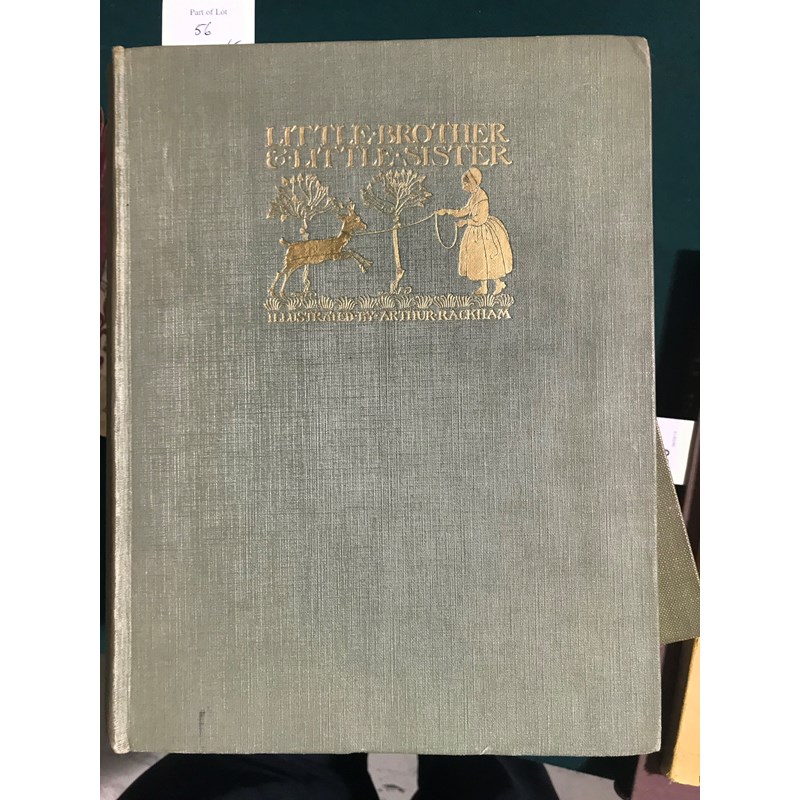 Part of Lot
56
LITTLE·BROTHER
&·LITTLE·SISTER
ILLUSTRATED·BY·ARTHUR·RACKHAM